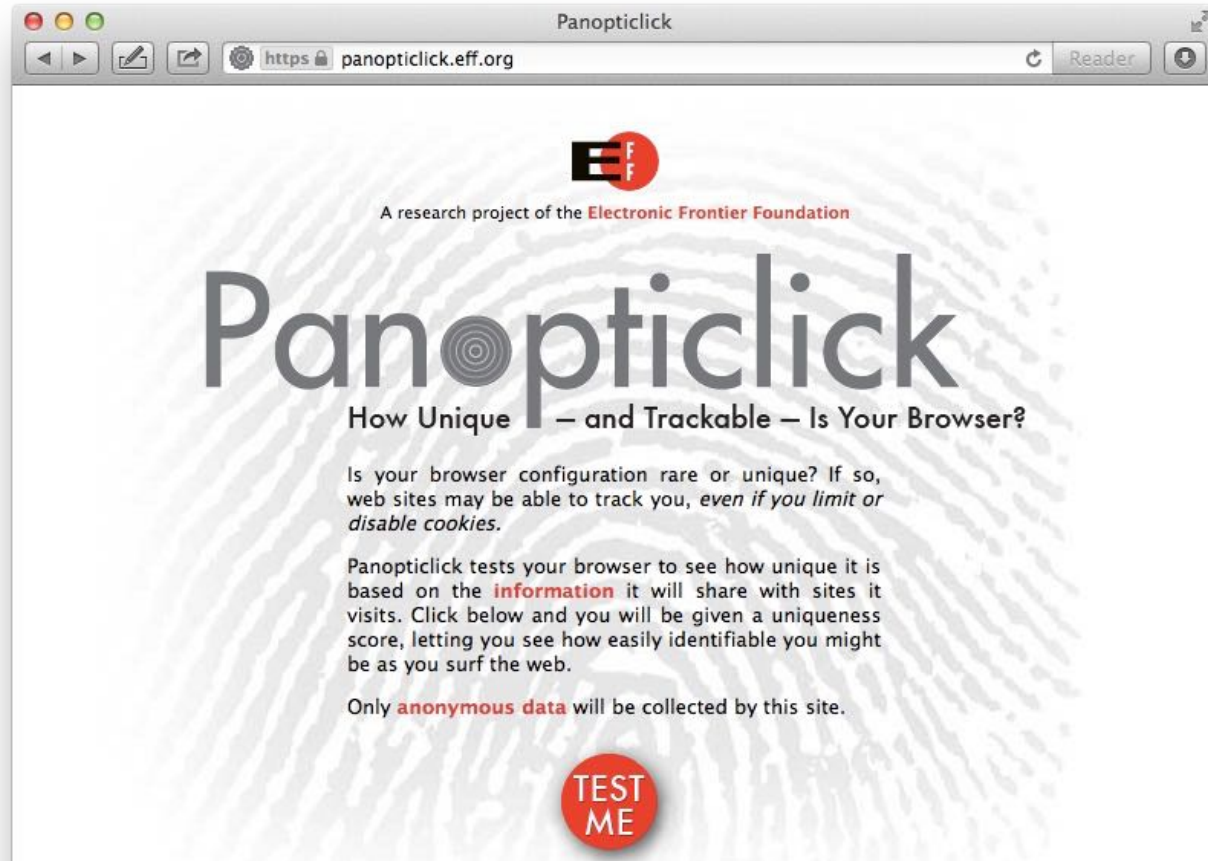 Panopticlick
https panopticlick.eff.org Reader
EFF
A research project of the Electronic Frontier Foundation
Panopticlick
How Unique – and Trackable – Is Your Browser?
Is your browser configuration rare or unique? If so,
web sites may be able to track you, even if you limit or
disable cookies.
Panopticlick tests your browser to see how unique it is
based on the information it will share with sites it
visits. Click below and you will be given a uniqueness
score, letting you see how easily identifiable you might
be as you surf the web.
Only anonymous data will be collected by this site.
TEST
ME